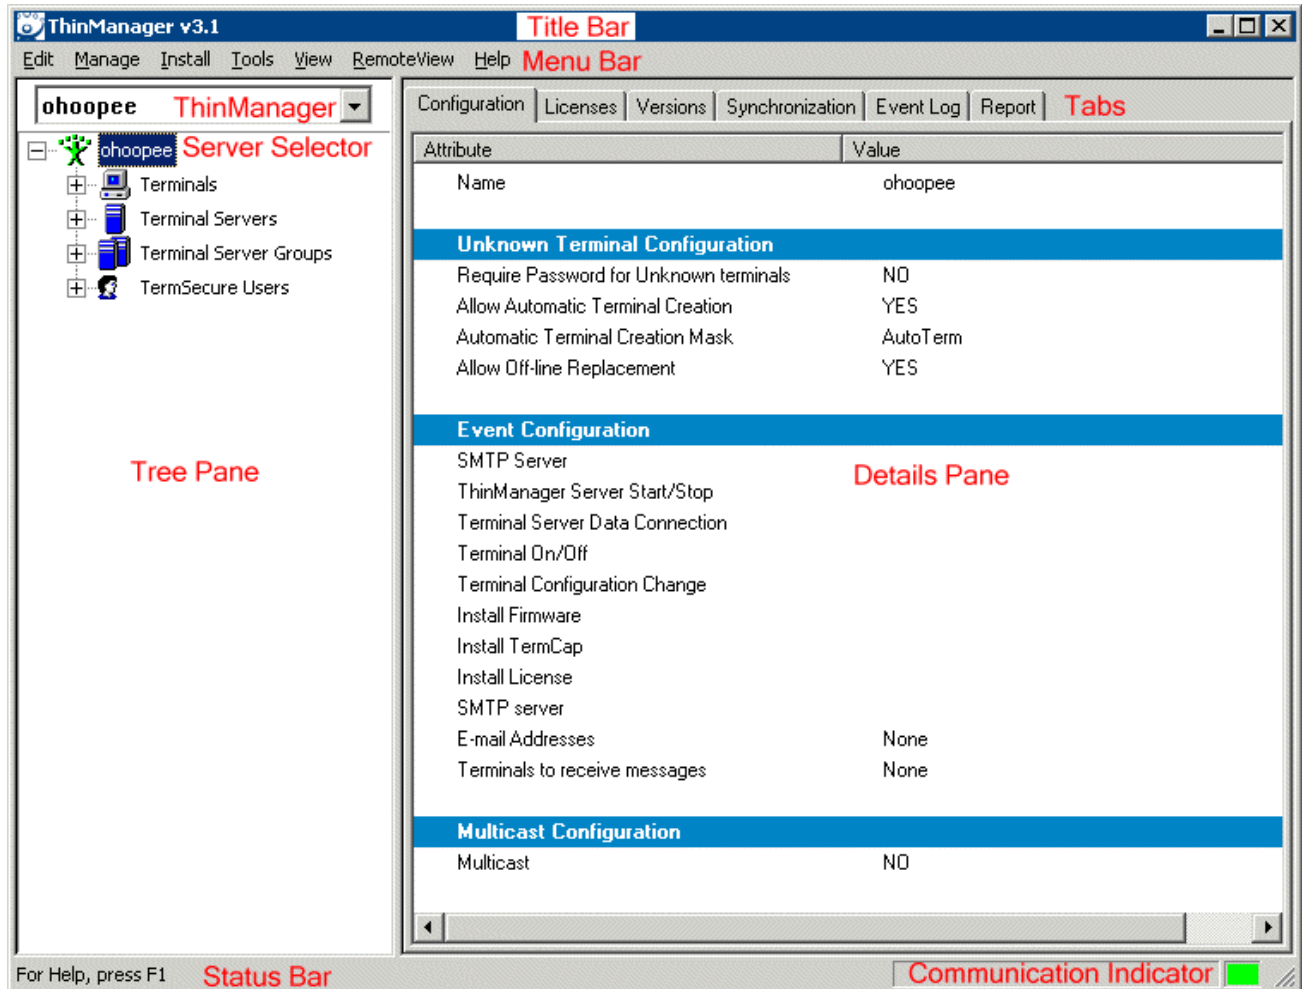 ThinManager v3.1 Title Bar
Edit Manage Install Tools View RemoteView Help Menu Bar
ohoopee ThinManager
Configuration Licenses Versions Synchronization Event Log Report Tabs
ohoopee Server Selector
Terminals
Terminal Servers
Terminal Server Groups
TermSecure Users
Tree Pane
Attribute Value
Name ohoopee
Unknown Terminal Configuration
Require Password for Unknown terminals NO
Allow Automatic Terminal Creation YES
Automatic Terminal Creation Mask AutoTerm
Allow Off-line Replacement YES
Event Configuration
SMTP Server
Details Pane
ThinManager Server Start/Stop
Terminal Server Data Connection
Terminal On/Off
Terminal Configuration Change
Install Firmware
Install TermCap
Install License
SMTP server
E-mail Addresses None
Terminals to receive messages None
Multicast Configuration
Multicast NO
For Help, press F1 Status Bar Communication Indicator